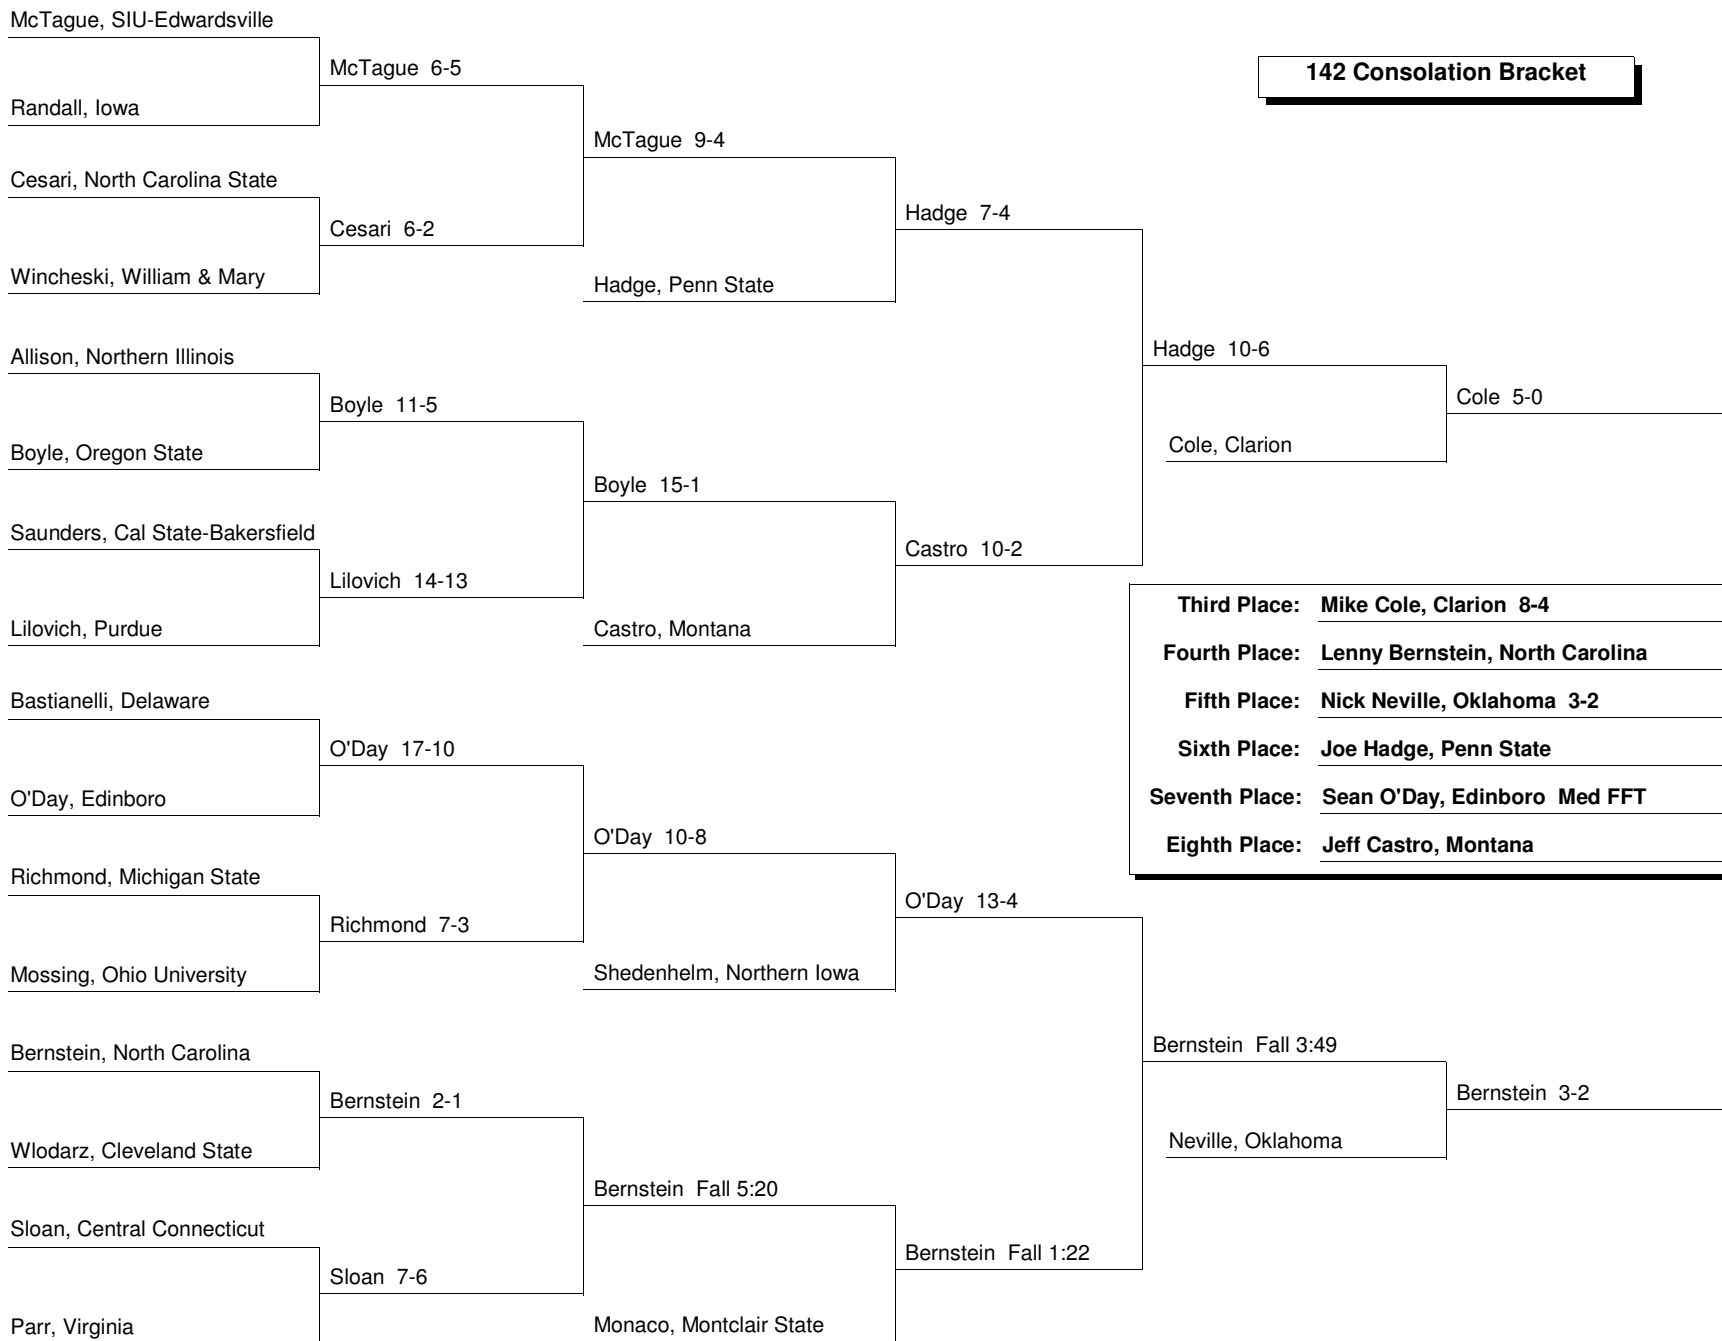 McTague, SIU-Edwardsville
McTague 6-5
142 Consolation Bracket
Randall, Iowa
McTague 9-4
Cesari, North Carolina State
Hadge 7-4
Cesari 6-2
Wincheski, William & Mary
Hadge, Penn State
Hadge 10-6
Allison, Northern Illinois
Cole 5-0
Boyle 11-5
Cole, Clarion
Boyle, Oregon State
Boyle 15-1
Saunders, Cal State-Bakersfield
Castro 10-2
Lilovich 14-13
Lilovich, Purdue
Castro, Montana
Third Place: Mike Cole, Clarion 8-4
Fourth Place: Lenny Bernstein, North Carolina
Fifth Place: Nick Neville, Oklahoma 3-2
Sixth Place: Joe Hadge, Penn State
Seventh Place: Sean O'Day, Edinboro Med FFT
Eighth Place: Jeff Castro, Montana
Bastianelli, Delaware
O'Day 17-10
O'Day, Edinboro
O'Day 10-8
Richmond, Michigan State
O'Day 13-4
Richmond 7-3
Mossing, Ohio University
Shedenhelm, Northern Iowa
Bernstein Fall 3:49
Bernstein, North Carolina
Bernstein 3-2
Bernstein 2-1
Neville, Oklahoma
Wlodarz, Cleveland State
Bernstein Fall 5:20
Sloan, Central Connecticut
Bernstein Fall 1:22
Sloan 7-6
Parr, Virginia
Monaco, Montclair State